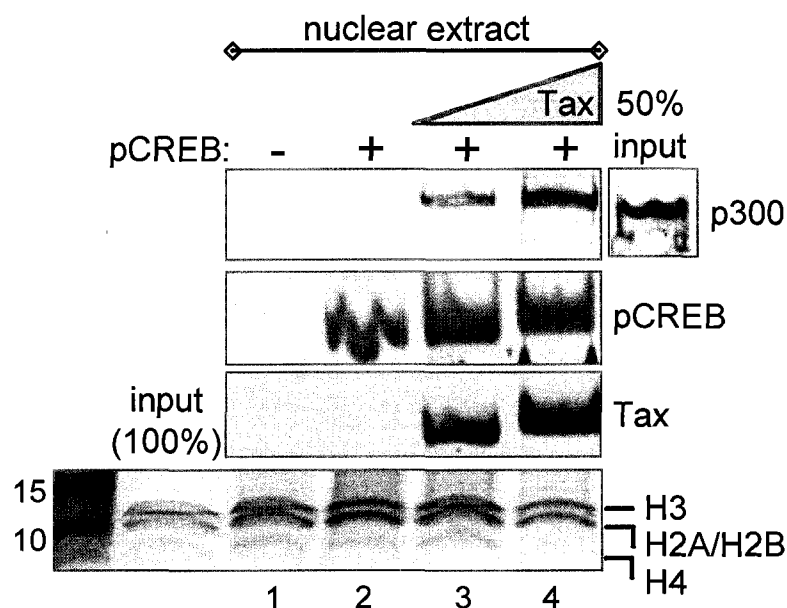 nuclear extract
Tax 50%
pCREB: - + + + input
p300
pCREB
input
(100%)
Tax
15
10
H3
H2A/H2B
H4
1 2 3 4